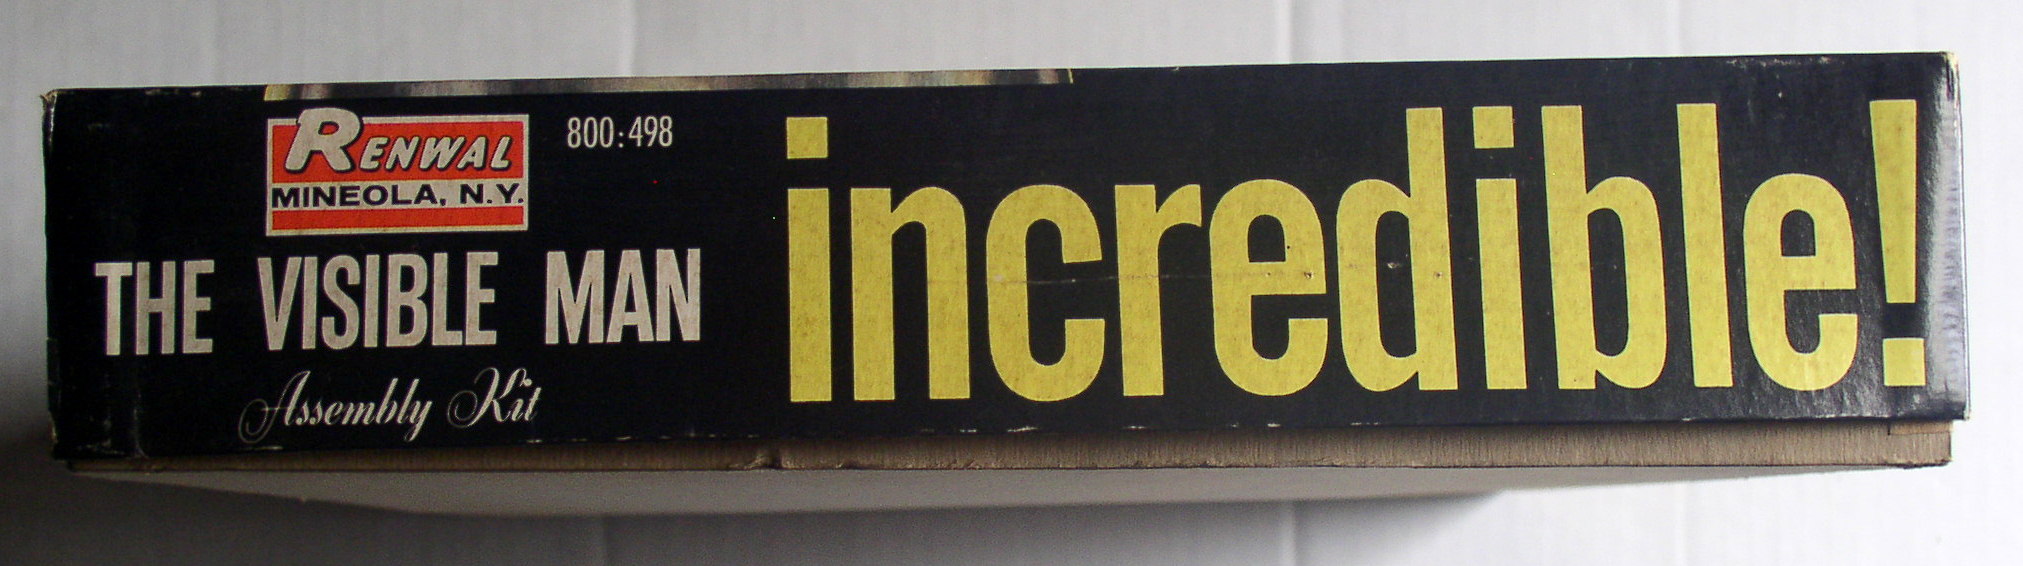 RENWAL
MINEOLA, N.Y.
800:498
THE VISIBLE MAN
Assembly Kit
incredible!